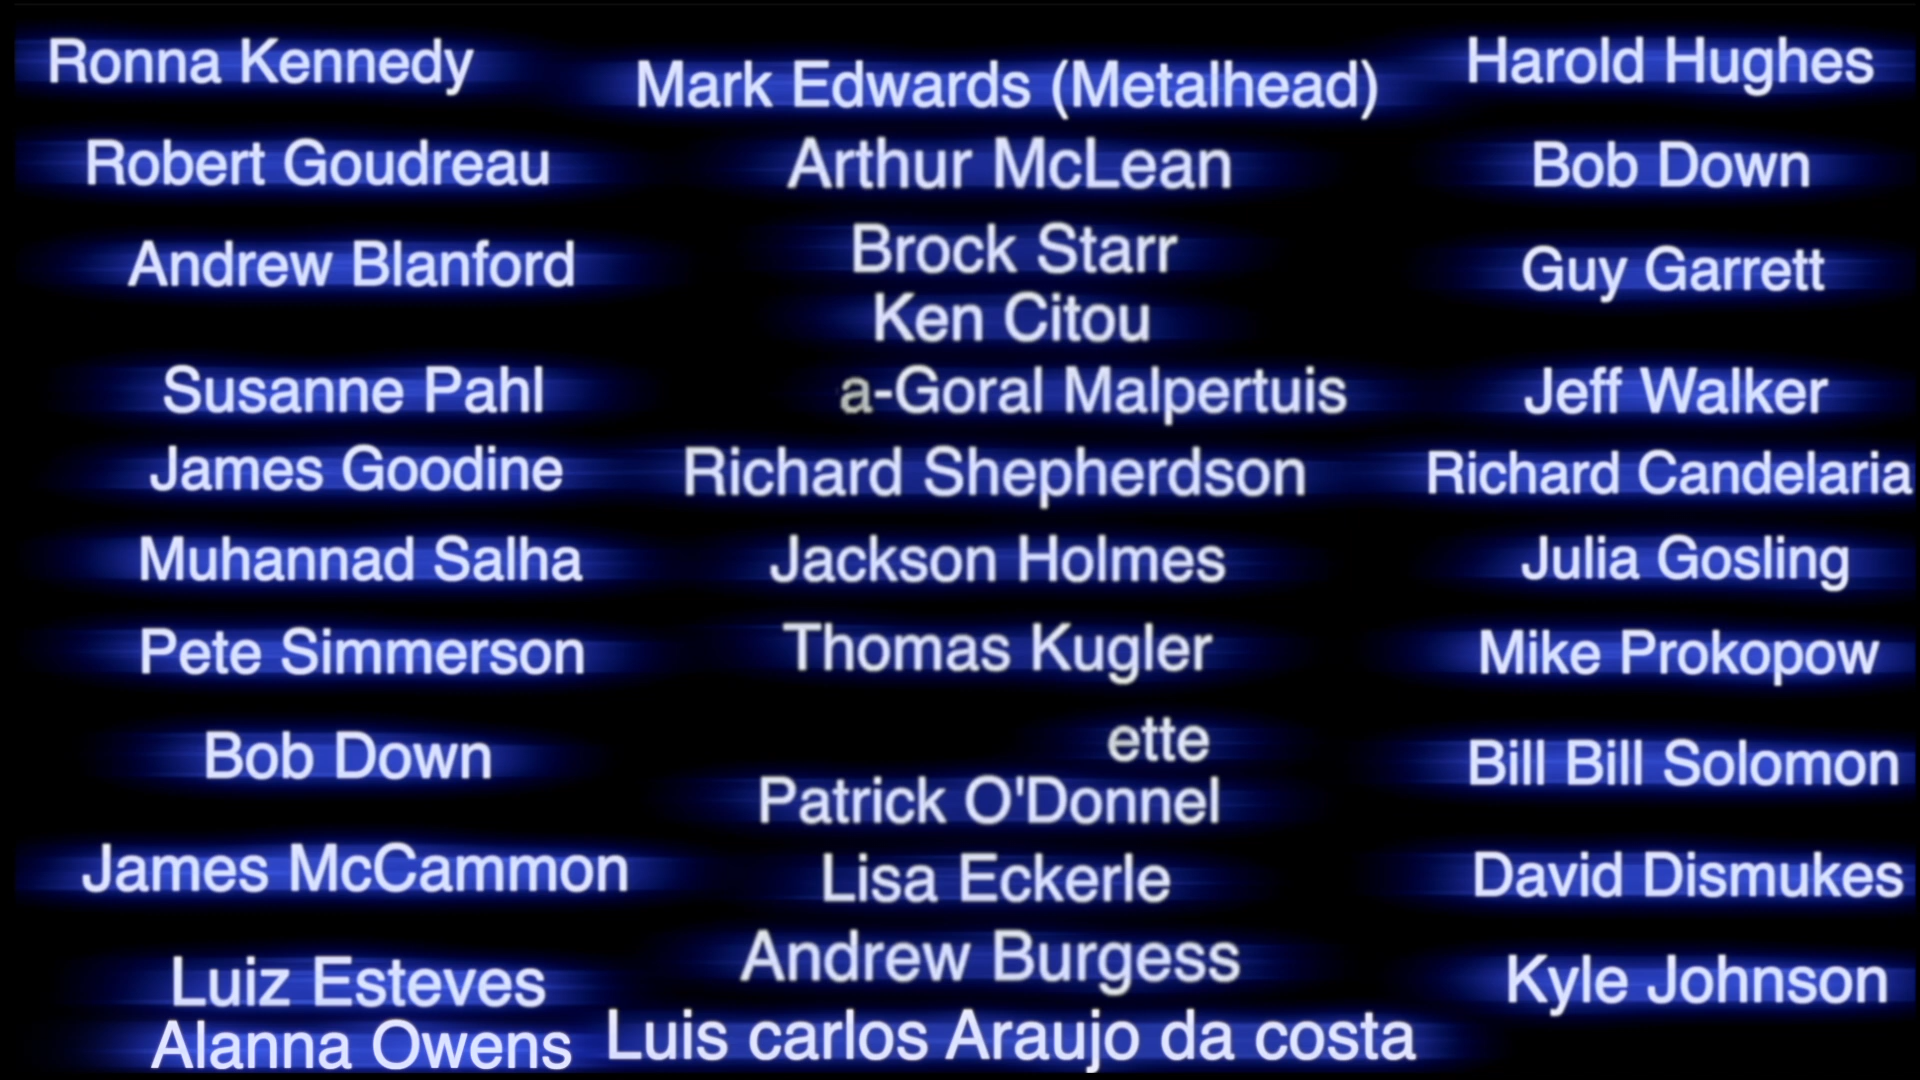 Ronna Kennedy
Robert Goudreau
Andrew Blanford
Susanne Pahl
James Goodine
Muhannad Salha
Pete Simmerson
Bob Down
James McCammon
Luiz Esteves
Alanna Owens
Mark Edwards (Metalhead)
Arthur McLean
Brock Starr
Ken Citou
a-Goral Malpertuis
Richard Shepherdson
Jackson Holmes
Thomas Kugler
ette
Patrick O'Donnel
Lisa Eckerle
Andrew Burgess
Luis carlos Araujo da costa
Harold Hughes
Bob Down
Guy Garrett
Jeff Walker
Richard Candelaria
Julia Gosling
Mike Prokopow
Bill Bill Solomon
David Dismukes
Kyle Johnson